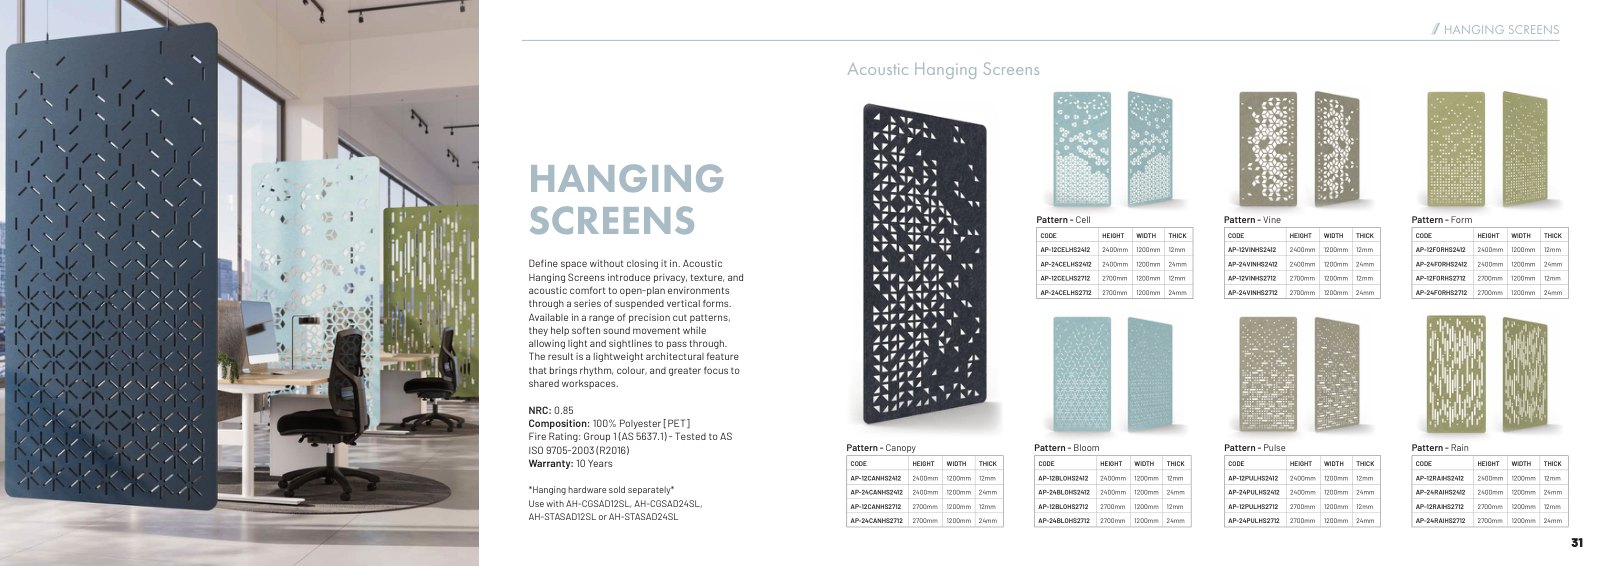 // HANGING SCREENS
HANGING
SCREENS
Define space without closing it in. Acoustic
Hanging Screens introduce privacy, texture, and
acoustic comfort to open-plan environments
through a series of suspended vertical forms.
Available in a range of precision cut patterns,
they help soften sound movement while
allowing light and sightlines to pass through.
The result is a lightweight architectural feature
that brings rhythm, colour, and greater focus to
shared workspaces.
NRC: 0.85
Composition: 100% Polyester [PET]
Fire Rating: Group 1 (AS 5637.1) - Tested to AS
ISO 9705-2003 (R2016)
Warranty: 10 Years
*Hanging hardware sold separately*
Use with AH-CGSAD12SL, AH-CGSAD24SL,
AH-STASAD12SL or AH-STASAD24SL
Acoustic Hanging Screens
Pattern - Cell
CODE HEIGHT WIDTH THICK
AP-12CELHS2412 2400mm 1200mm 12mm
AP-24CELHS2412 2400mm 1200mm 24mm
AP-12CELHS2712 2700mm 1200mm 12mm
AP-24CELHS2712 2700mm 1200mm 24mm
Pattern - Vine
CODE HEIGHT WIDTH THICK
AP-12VINHS2412 2400mm 1200mm 12mm
AP-24VINHS2412 2400mm 1200mm 24mm
AP-12VINHS2712 2700mm 1200mm 12mm
AP-24VINHS2712 2700mm 1200mm 24mm
Pattern - Form
CODE HEIGHT WIDTH THICK
AP-12FORHS2412 2400mm 1200mm 12mm
AP-24FORHS2412 2400mm 1200mm 24mm
AP-12FORHS2712 2700mm 1200mm 12mm
AP-24FORHS2712 2700mm 1200mm 24mm
Pattern - Canopy
CODE HEIGHT WIDTH THICK
AP-12CANHS2412 2400mm 1200mm 12mm
AP-24CANHS2412 2400mm 1200mm 24mm
AP-12CANHS2712 2700mm 1200mm 12mm
AP-24CANHS2712 2700mm 1200mm 24mm
Pattern - Bloom
CODE HEIGHT WIDTH THICK
AP-12BLOHS2412 2400mm 1200mm 12mm
AP-24BLOHS2412 2400mm 1200mm 24mm
AP-12BLOHS2712 2700mm 1200mm 12mm
AP-24BLOHS2712 2700mm 1200mm 24mm
Pattern - Pulse
CODE HEIGHT WIDTH THICK
AP-12PULHS2412 2400mm 1200mm 12mm
AP-24PULHS2412 2400mm 1200mm 24mm
AP-12PULHS2712 2700mm 1200mm 12mm
AP-24PULHS2712 2700mm 1200mm 24mm
Pattern - Rain
CODE HEIGHT WIDTH THICK
AP-12RAIHS2412 2400mm 1200mm 12mm
AP-24RAIHS2412 2400mm 1200mm 24mm
AP-12RAIHS2712 2700mm 1200mm 12mm
AP-24RAIHS2712 2700mm 1200mm 24mm
31